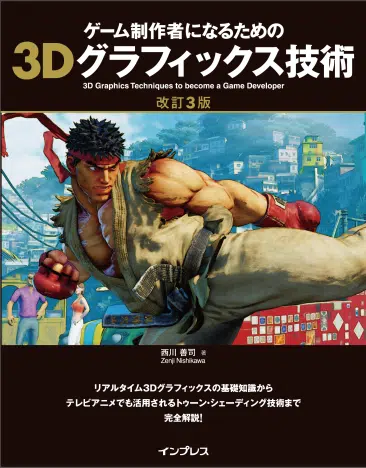 ゲーム制作者になるための
3Dグラフィックス技術
3D Graphics Techniques to become a Game Developer
改訂3版
西川 善司 著
Zenji Nishikawa
リアルタイム3Dグラフィックスの基礎知識から
テレビアニメでも活用されるトゥーン・シェーディング技術まで
完全解説!
インプレス